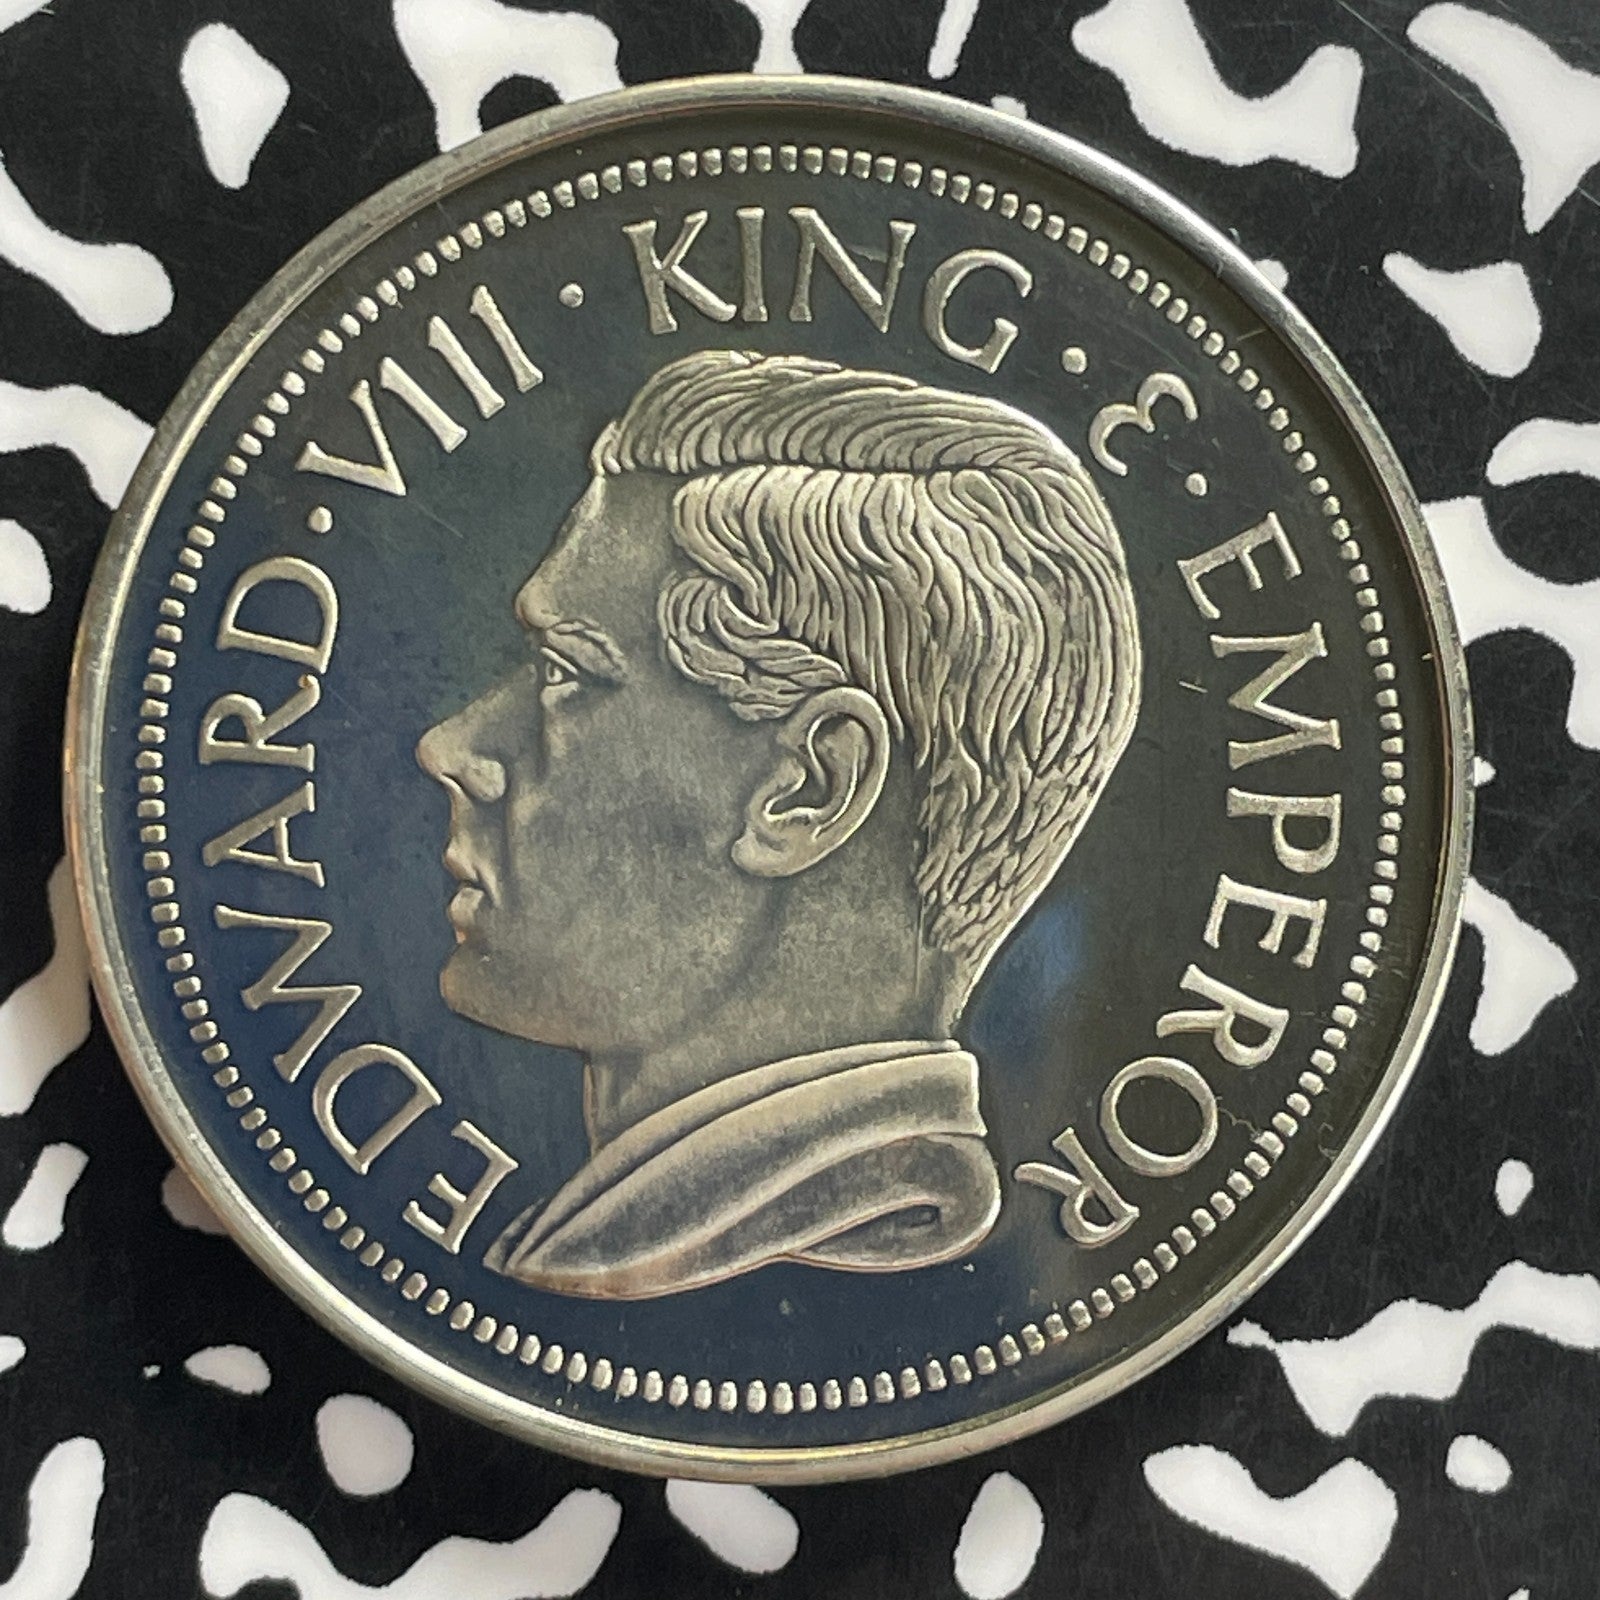 EDWARD · VIII · KING · & · EMPEROR